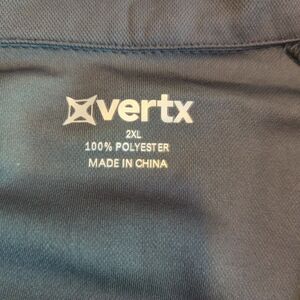 vertx
2XL
100% POLYESTER
MADE IN CHINA